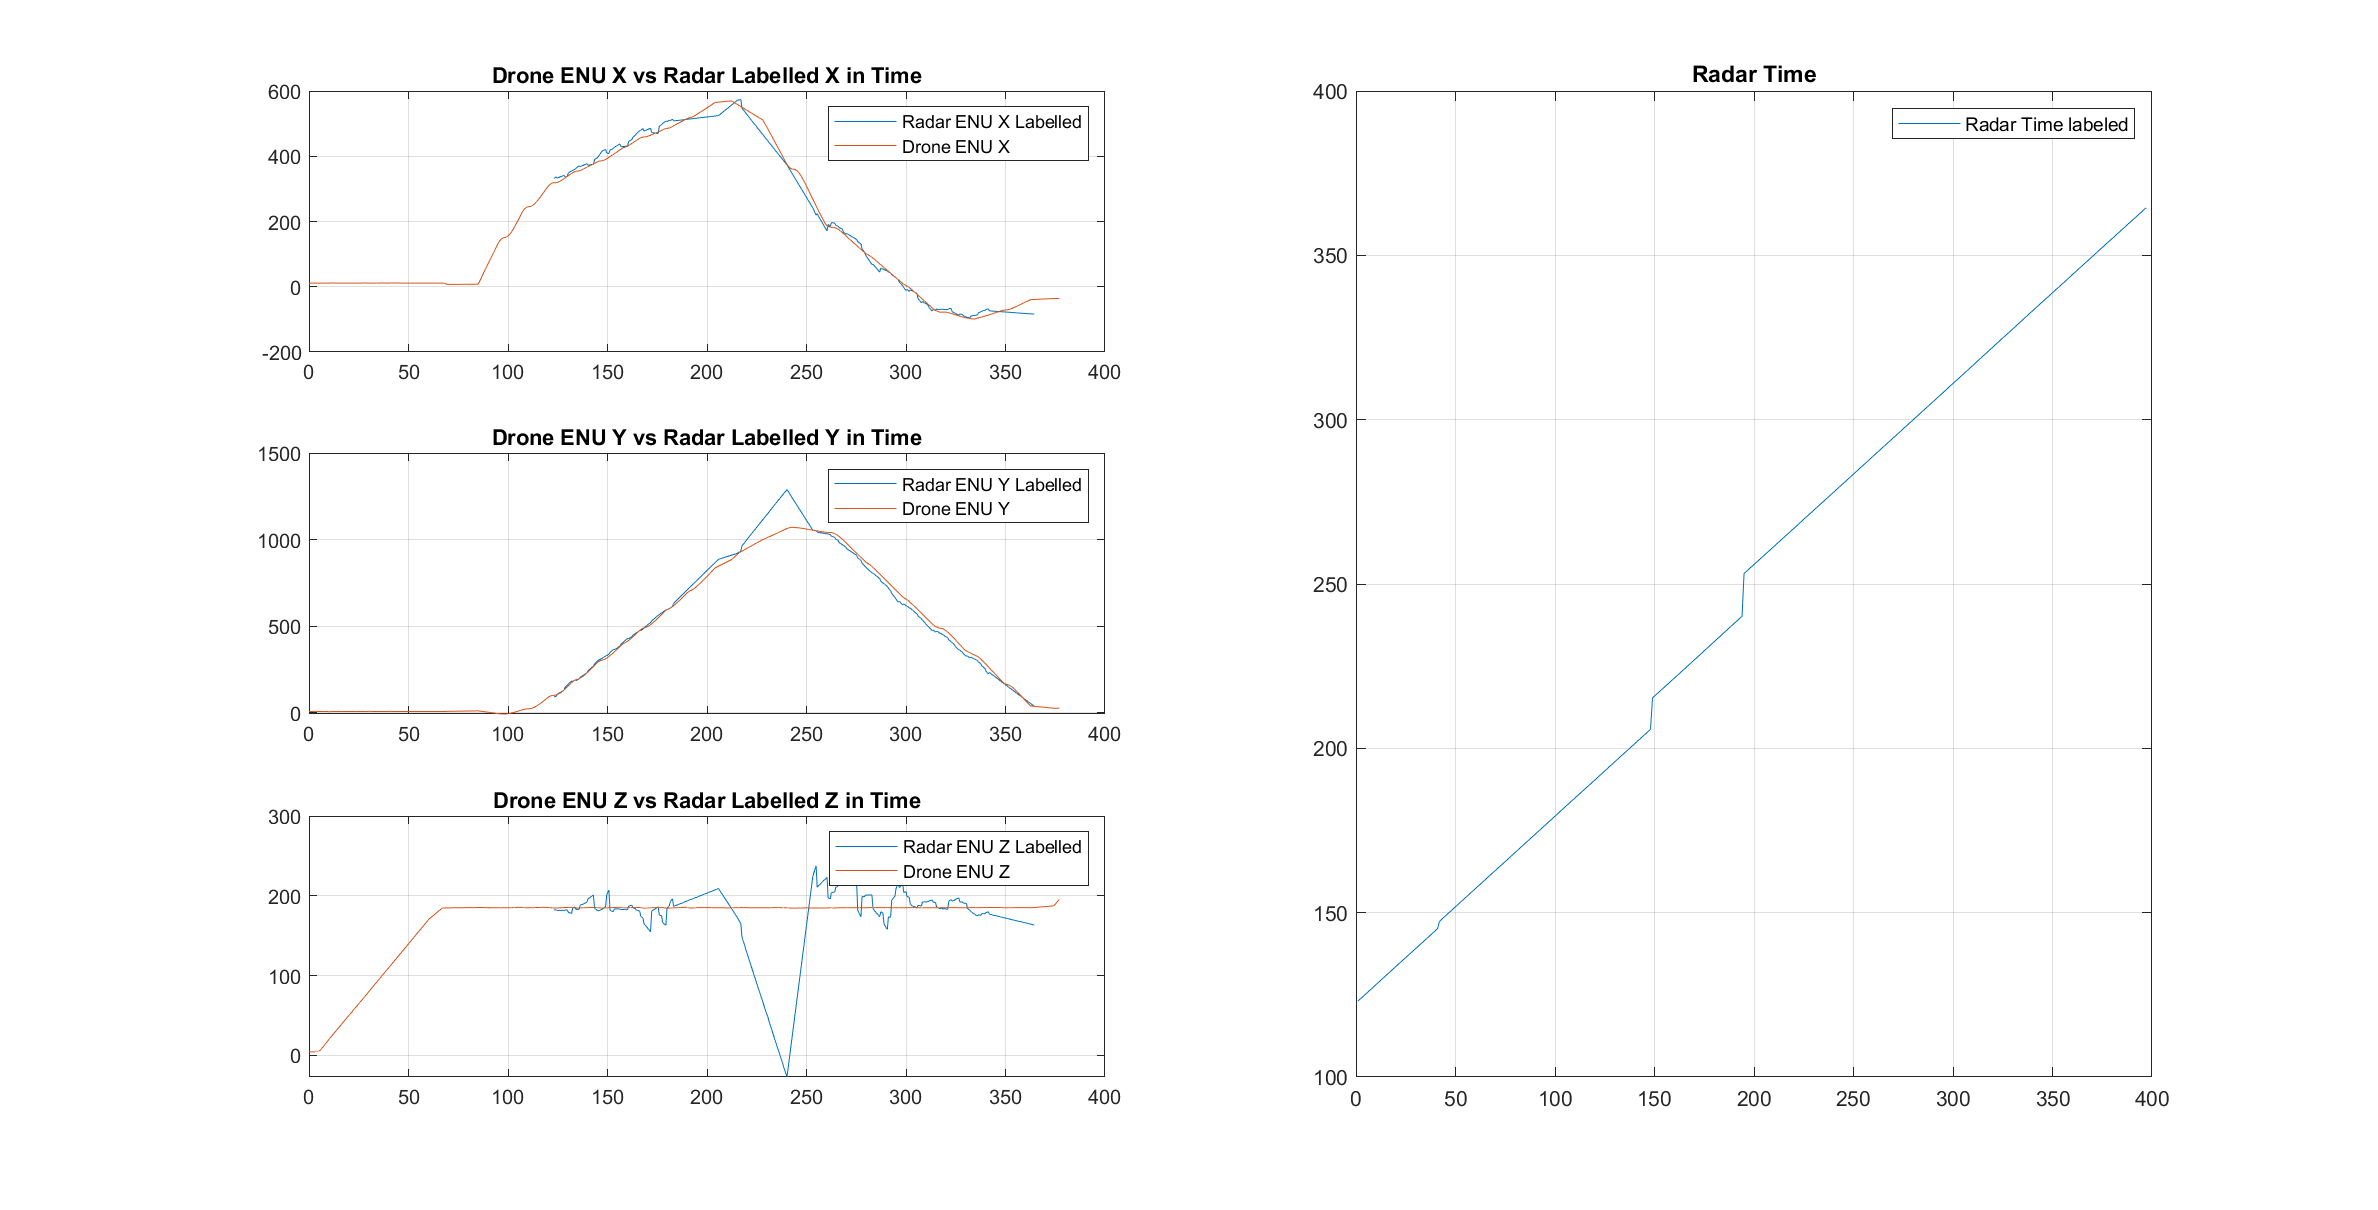 Drone ENU X vs Radar Labelled X in Time
600
400
200
0
-200
0 50 100 150 200 250 300 350 400
Radar ENU X Labelled
Drone ENU X
Drone ENU Y vs Radar Labelled Y in Time
1500
1000
500
0
0 50 100 150 200 250 300 350 400
Radar ENU Y Labelled
Drone ENU Y
Drone ENU Z vs Radar Labelled Z in Time
300
200
100
0
0 50 100 150 200 250 300 350 400
Radar ENU Z Labelled
Drone ENU Z
Radar Time
400
350
300
250
200
150
100
0 50 100 150 200 250 300 350 400
Radar Time labeled